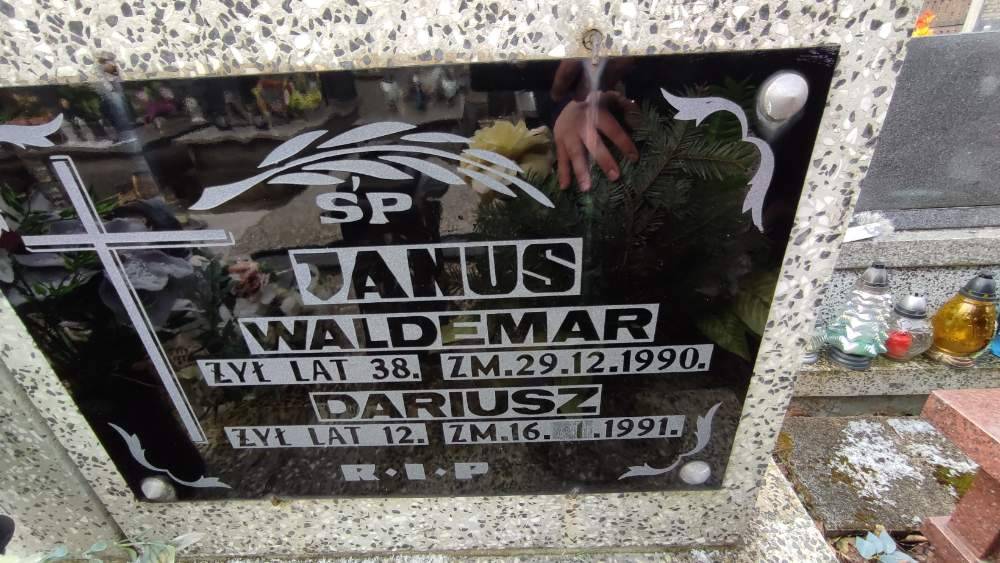 ŚP
JANUS
WALDEMAR
ŻYŁ LAT 38. ZM.29.12.1990.
DARIUSZ
ŻYŁ LAT 12. ZM.16. .1991.
R·I·P